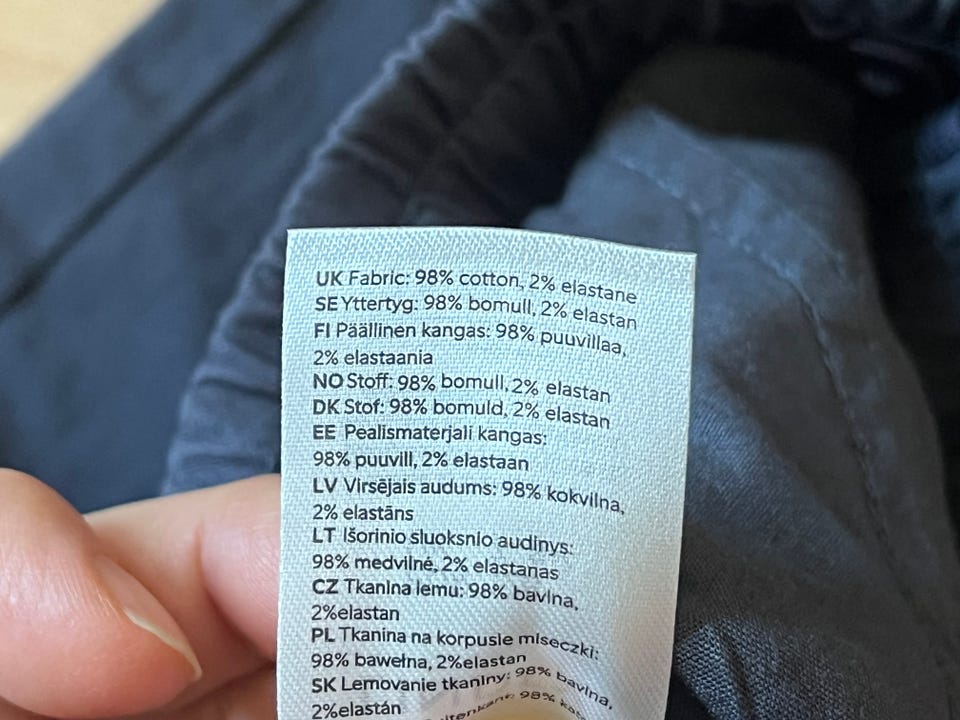 UK Fabric: 98% cotton, 2% elastane
SE Yttertyg: 98% bomull, 2% elastan
FI Päällinen kangas: 98% puuvillaa,
2% elastaania
NO Stoff: 98% bomull, 2% elastan
DK Stof: 98% bomuld, 2% elastan
EE Pealismaterjali kangas:
98% puuvill, 2% elastaan
LV Virsējais audums: 98% kokvilna,
2% elastāns
LT Išorinio sluoksnio audinys:
98% medvilnė, 2% elastanas
CZ Tkanina lemu: 98% bavlna,
2%elastan
PL Tkanina na korpusie miseczki:
98% bawełna, 2%elastan
SK Lemovanie tkaniny: 98% bavlna,
2%elastán
98%